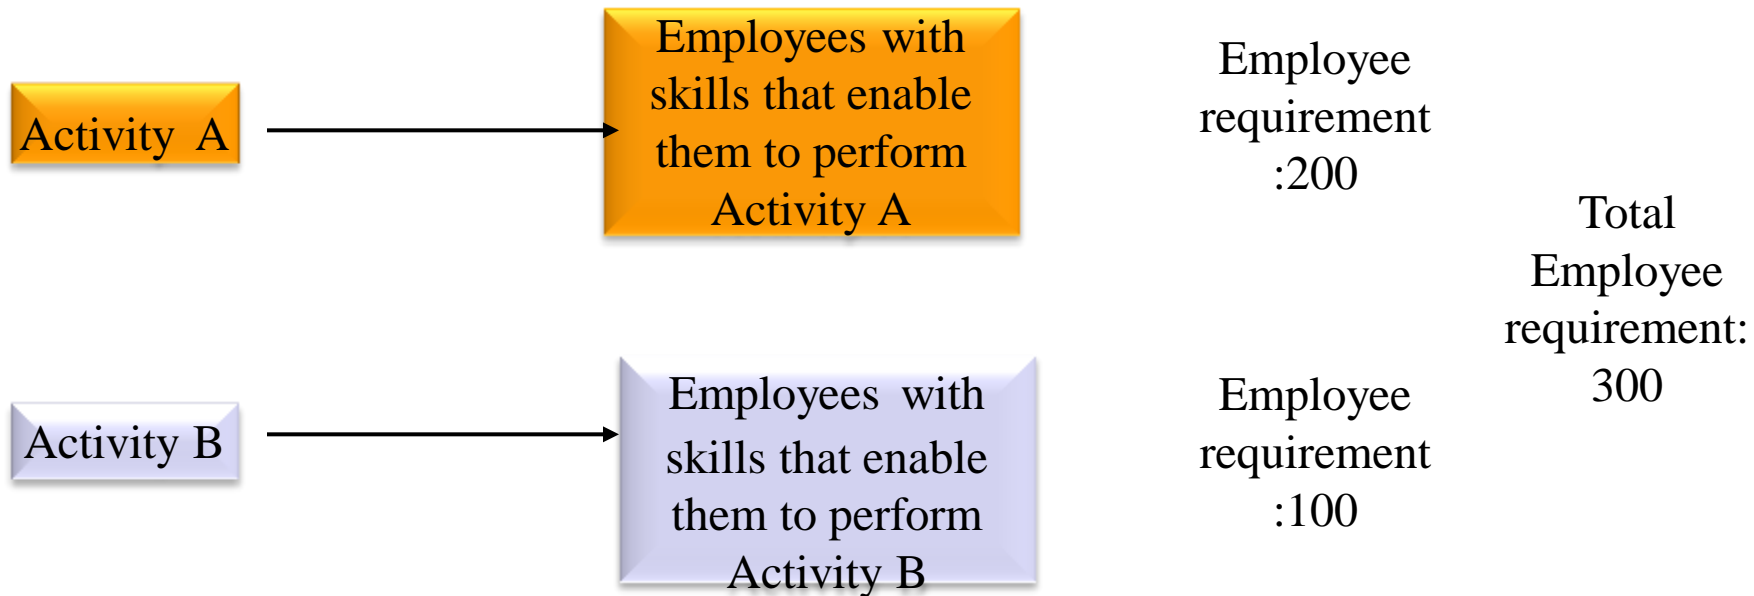 Activity A
Employees with
skills that enable
them to perform
Activity A
Employee
requirement
:200
Total
Employee
requirement:
300
Activity B
Employees with
skills that enable
them to perform
Activity B
Employee
requirement
:100